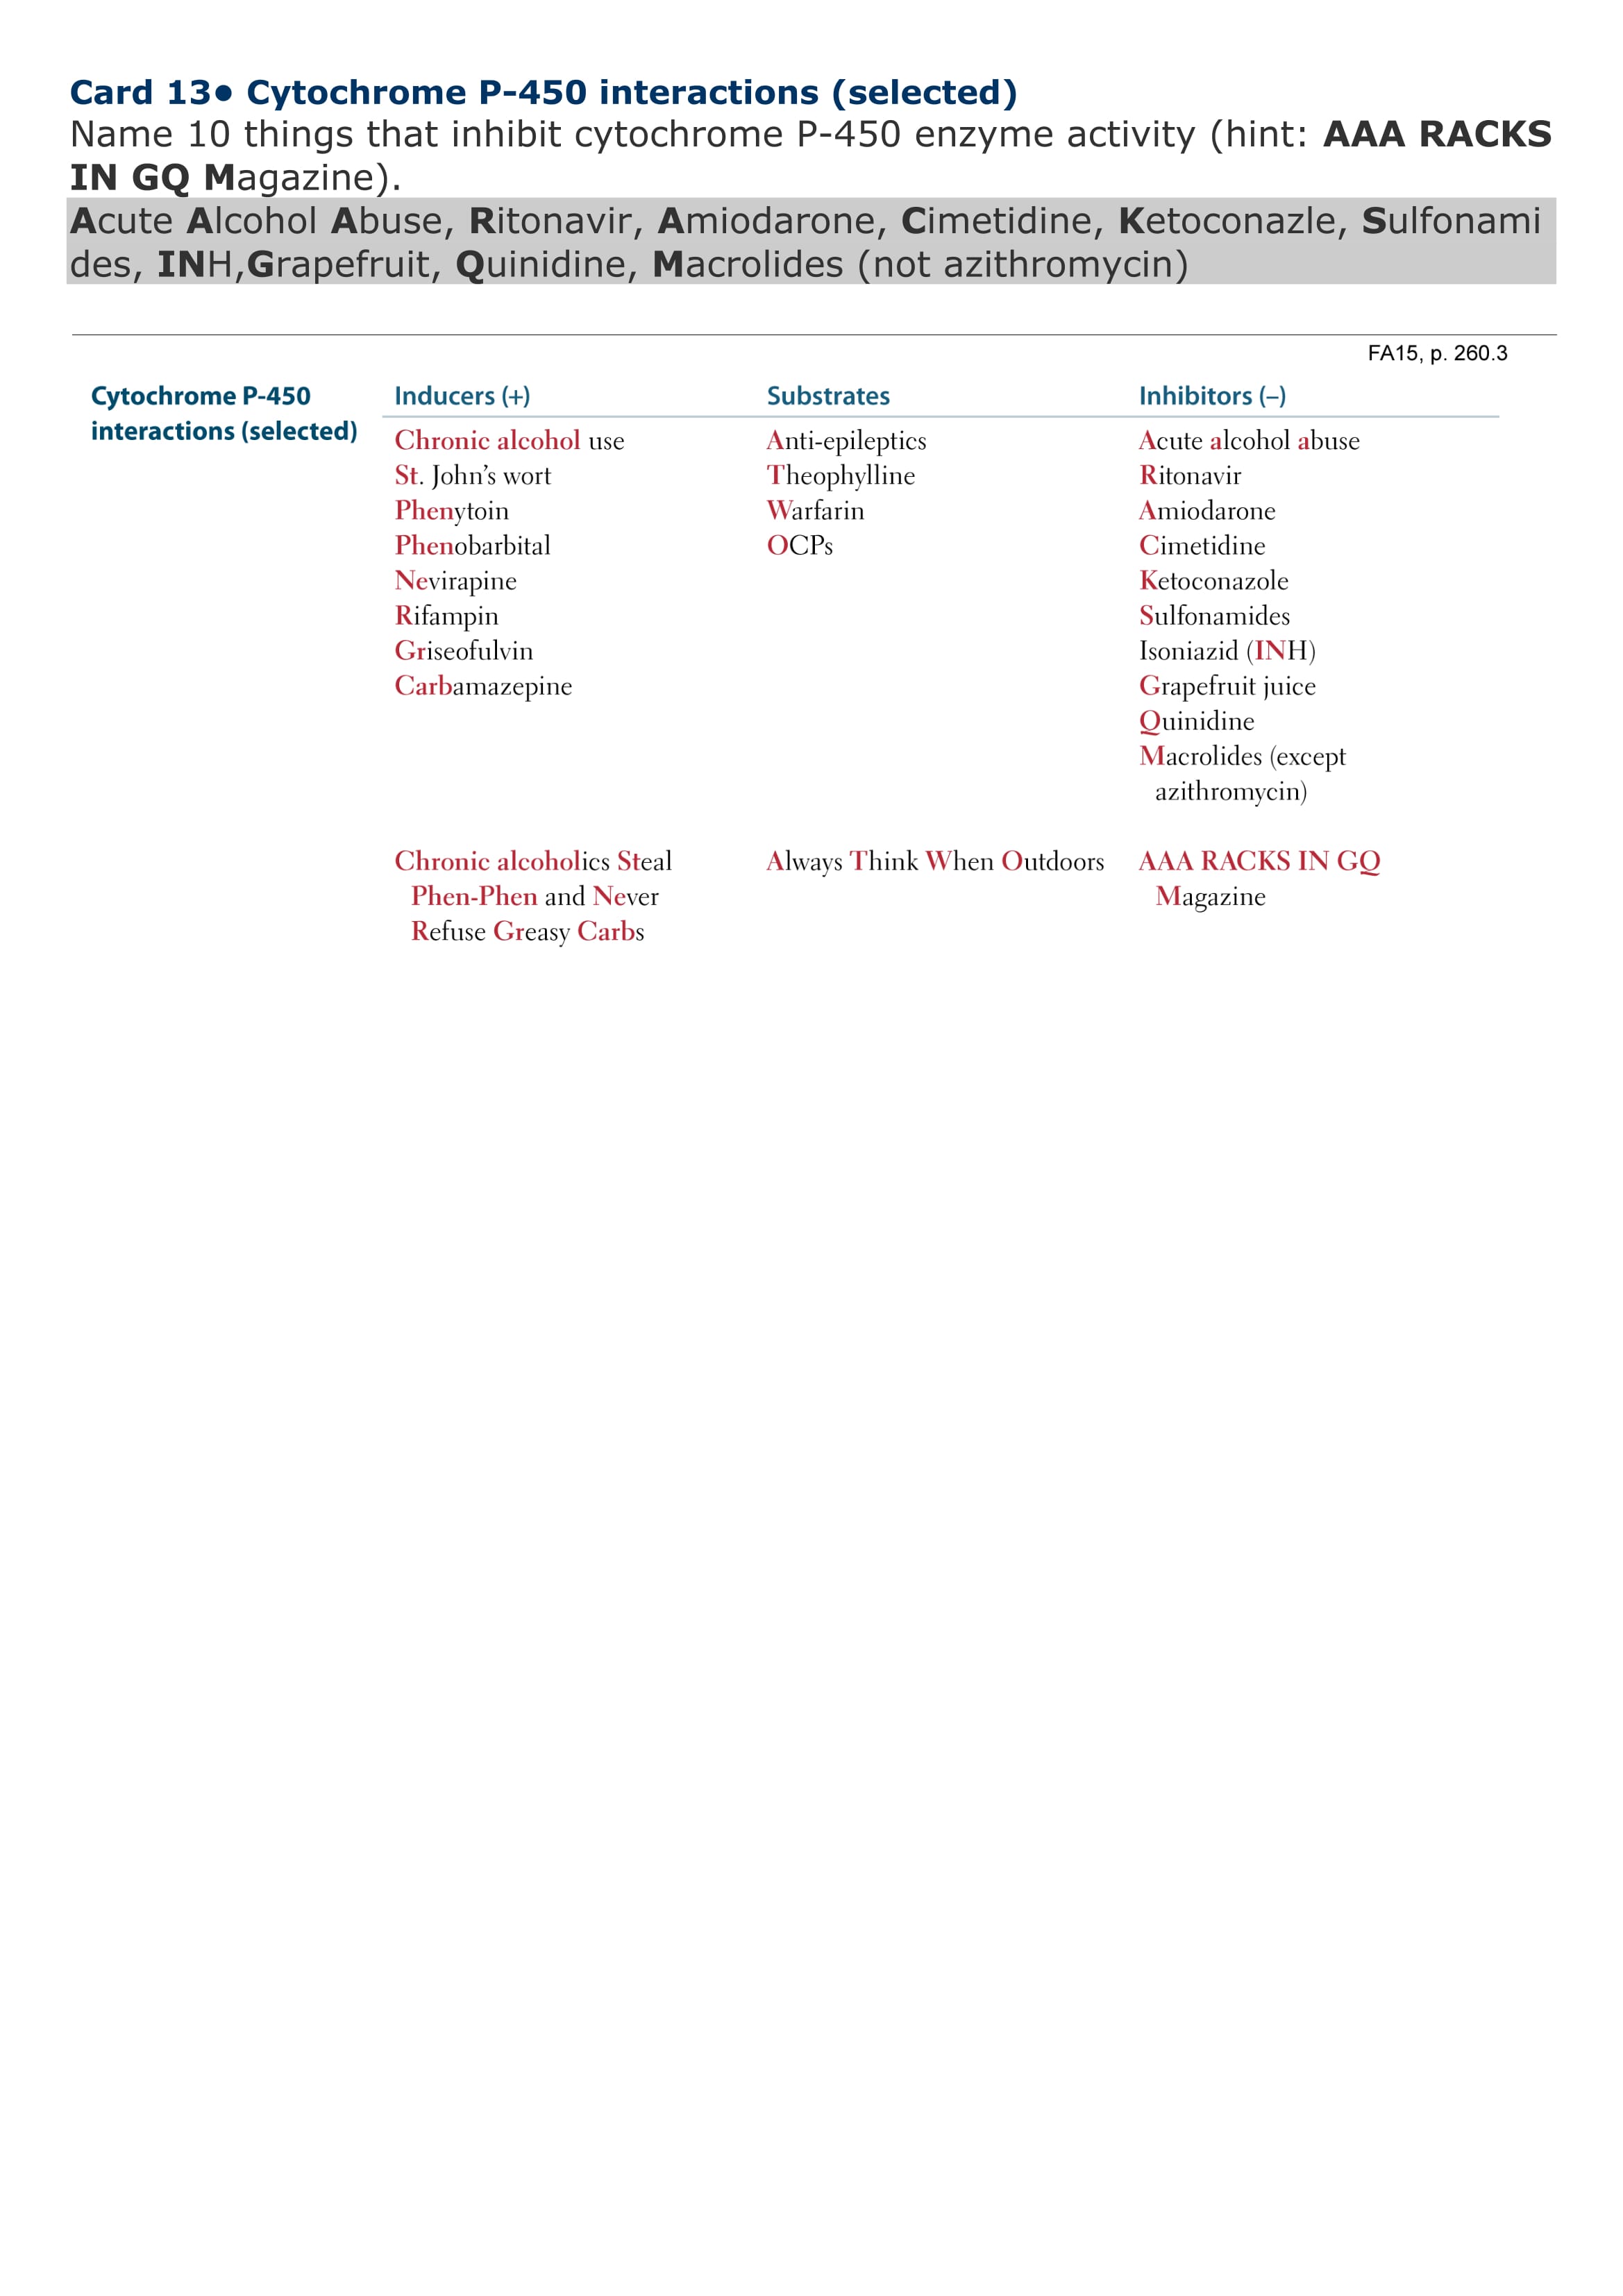 Card 13● Cytochrome P-450 interactions (selected)
Name 10 things that inhibit cytochrome P-450 enzyme activity (hint: AAA RACKS
IN GQ Magazine).
Acute Alcohol Abuse, Ritonavir, Amiodarone, Cimetidine, Ketoconazle, Sulfonami
des, INH,Grapefruit, Quinidine, Macrolides (not azithromycin)
FA15, p. 260.3
Cytochrome P-450
interactions (selected)
Inducers (+)
Chronic alcohol use
St. John’s wort
Phenytoin
Phenobarbital
Nevirapine
Rifampin
Griseofulvin
Carbamazepine
Chronic alcoholics Steal
Phen-Phen and Never
Refuse Greasy Carbs
Substrates
Anti-epileptics
Theophylline
Warfarin
OCPs
Always Think When Outdoors
Inhibitors (–)
Acute alcohol abuse
Ritonavir
Amiodarone
Cimetidine
Ketoconazole
Sulfonamides
Isoniazid (INH)
Grapefruit juice
Quinidine
Macrolides (except
azithromycin)
AAA RACKS IN GQ
Magazine